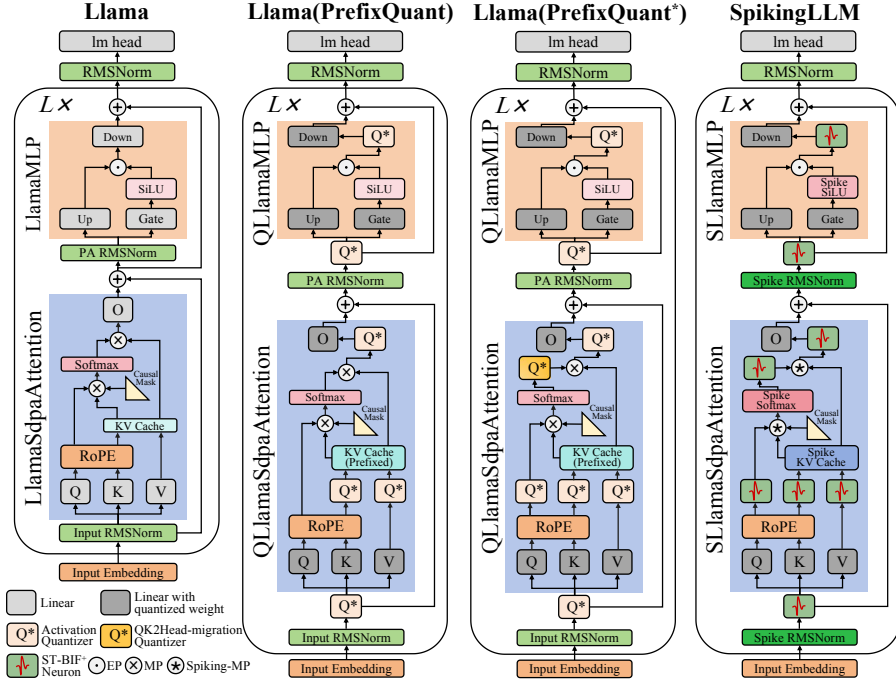 Llama
lm head
RMSNorm
L×
LlamaMLP
Down
SiLU
Up
Gate
PA RMSNorm
LlamaSdpaAttention
O
Softmax
Causal
Mask
KV Cache
RoPE
Q
K
V
Input RMSNorm
Input Embedding
Llama(PrefixQuant)
lm head
RMSNorm
L×
QLlamaMLP
Down
Q*
SiLU
Up
Gate
Q*
PA RMSNorm
QLlamaSdpaAttention
O
Q*
Softmax
Causal
Mask
KV Cache
(Prefixed)
Q*
Q*
RoPE
Q
K
V
Q*
Input RMSNorm
Input Embedding
Llama(PrefixQuant*)
lm head
RMSNorm
L×
QLlamaMLP
Down
Q*
SiLU
Up
Gate
Q*
PA RMSNorm
QLlamaSdpaAttention
O
Q*
Q*
Softmax
Causal
Mask
KV Cache
(Prefixed)
Q*
Q*
Q*
RoPE
Q
K
V
Q*
Input RMSNorm
Input Embedding
SpikingLLM
lm head
RMSNorm
L×
SLlamaMLP
Down
Spike
SiLU
Up
Gate
Spike RMSNorm
SLlamaSdpaAttention
O
Spike
Softmax
Causal
Mask
Spike
KV Cache
RoPE
Q
K
V
Spike RMSNorm
Input Embedding
Linear
Linear with
quantized weight
Q*
Activation
Quantizer
Q*
QK2Head-migration
Quantizer
ST-BIF+
Neuron
EP
MP
Spiking-MP